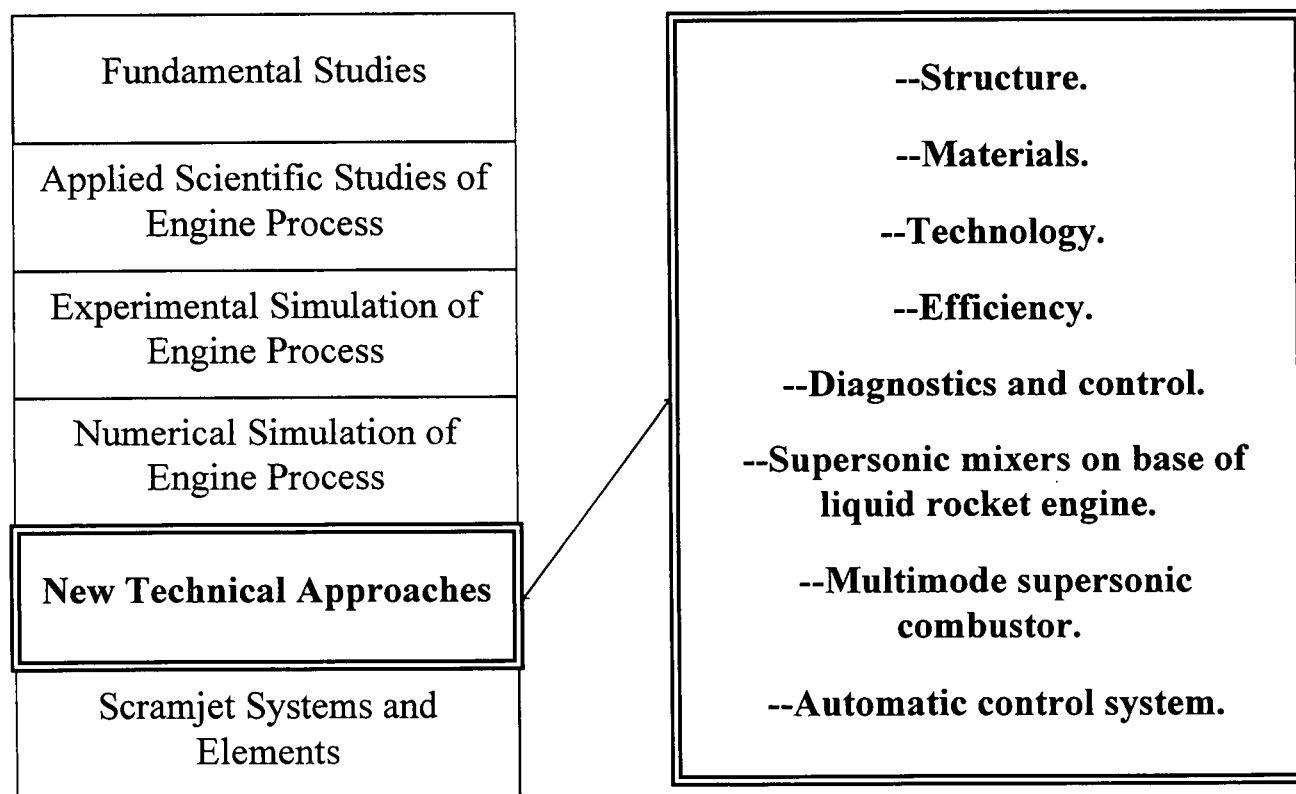 Fundamental Studies
Applied Scientific Studies of
Engine Process
Experimental Simulation of
Engine Process
Numerical Simulation of
Engine Process
New Technical Approaches
Scramjet Systems and
Elements
--Structure.
--Materials.
--Technology.
--Efficiency.
--Diagnostics and control.
--Supersonic mixers on base of
liquid rocket engine.
--Multimode supersonic
combustor.
--Automatic control system.